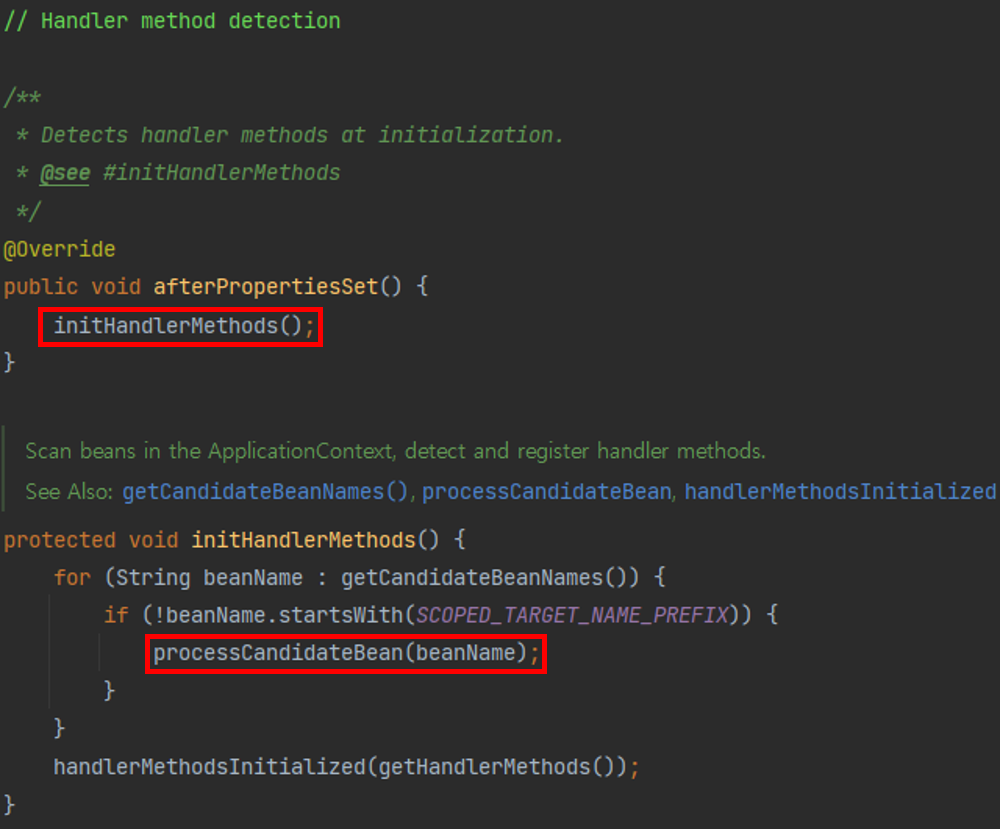 // Handler method detection
/**
 * Detects handler methods at initialization.
 * @see #initHandlerMethods
 */
@Override
public void afterPropertiesSet() {
    initHandlerMethods();
}
Scan beans in the ApplicationContext, detect and register handler methods.
See Also: getCandidateBeanNames(), processCandidateBean, handlerMethodsInitialized
protected void initHandlerMethods() {
    for (String beanName : getCandidateBeanNames()) {
        if (!beanName.startsWith(SCOPED_TARGET_NAME_PREFIX)) {
            processCandidateBean(beanName);
        }
    }
    handlerMethodsInitialized(getHandlerMethods());
}